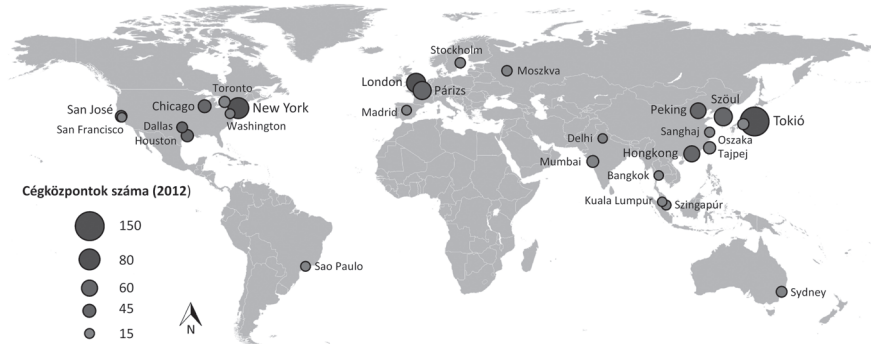 Stockholm
Moszkva
London
Párizs
Madrid
Toronto
San José
Chicago
New York
San Francisco
Dallas
Washington
Houston
Peking
Szöul
Tokió
Delhi
Sanghaj
Oszaka
Mumbai
Hongkong
Tajpej
Bangkok
Kuala Lumpur
Szingapúr
Sao Paulo
Sydney
Cégközpontok száma (2012)
150
80
60
45
15
N